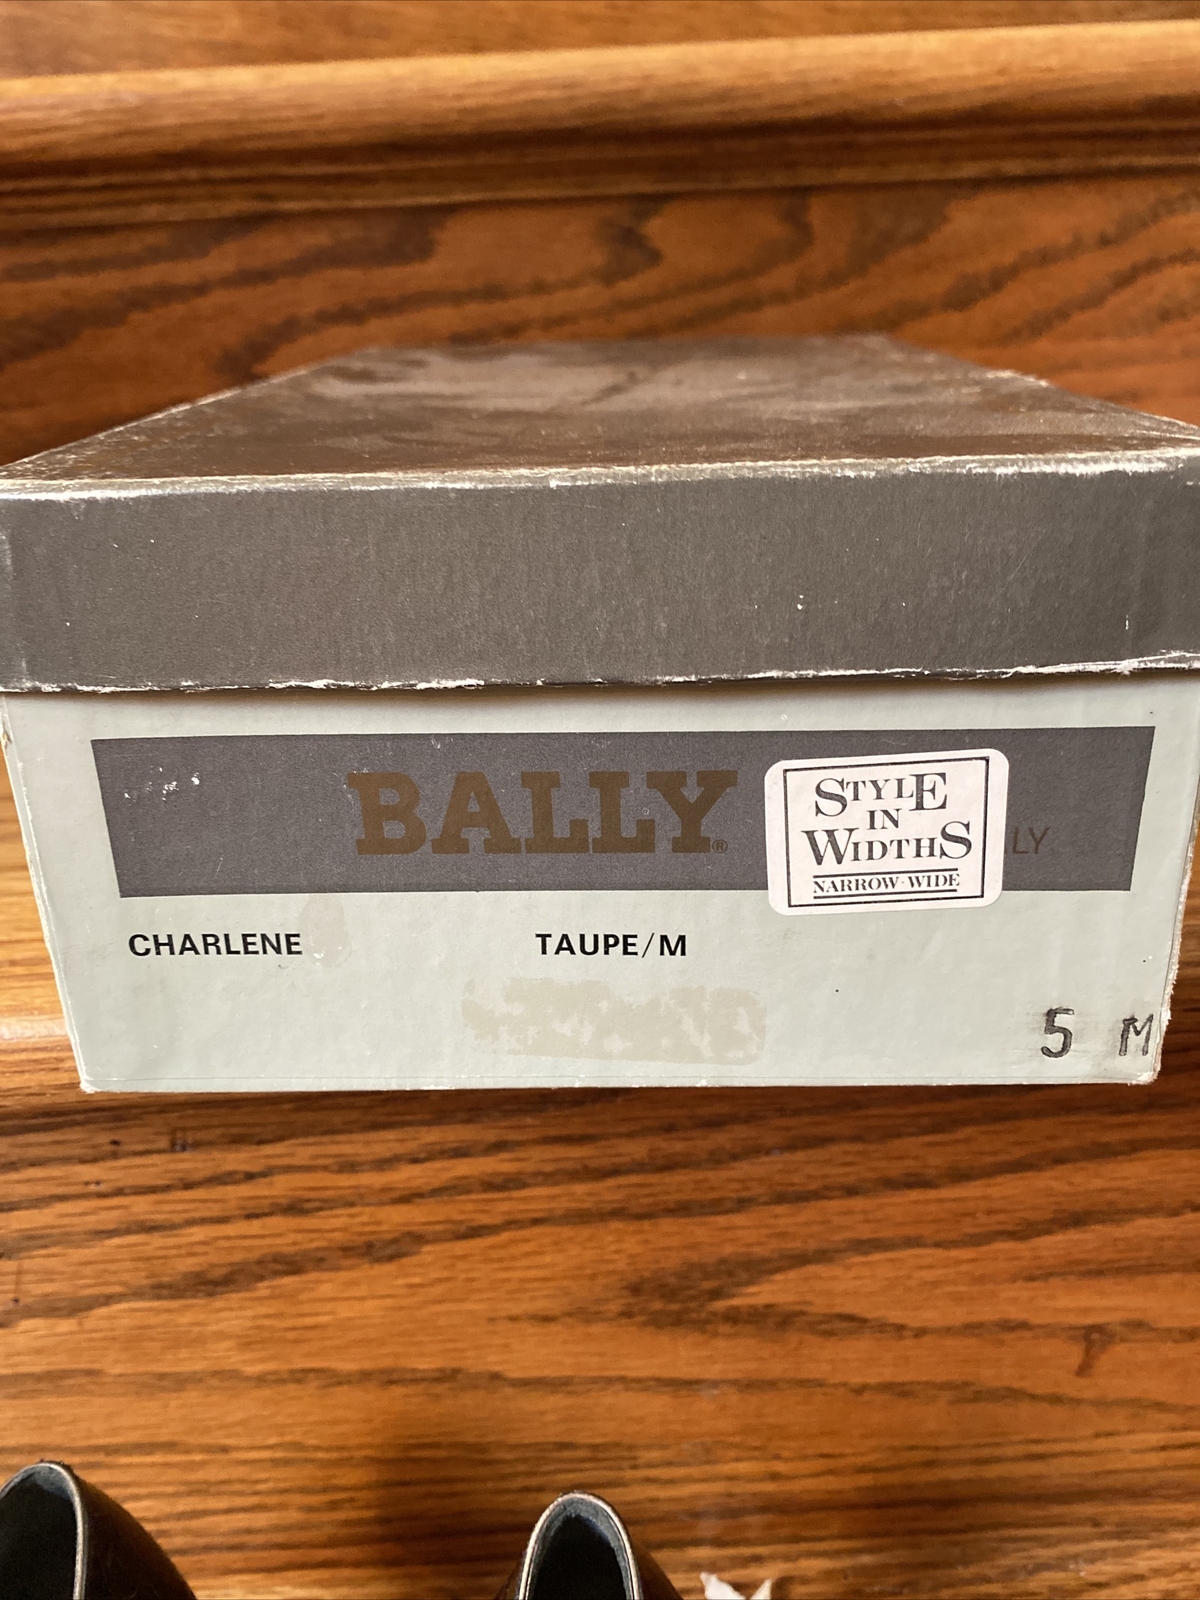 BALLY®
STYLE
IN
WIDTHS
NARROW·WIDE
LY
CHARLENE TAUPE/M
5 M